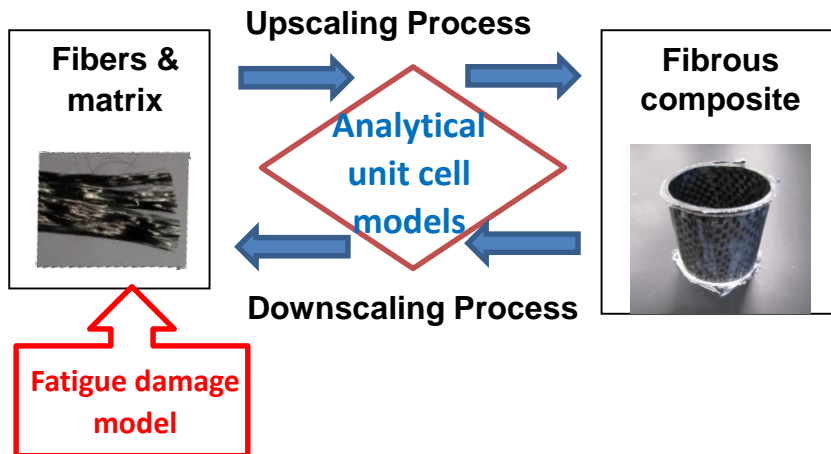 Upscaling Process
Fibers &
matrix
Analytical
unit cell
models
Fibrous
composite
Downscaling Process
Fatigue damage
model